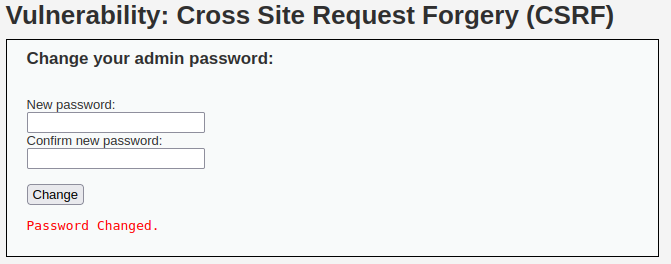 Vulnerability: Cross Site Request Forgery (CSRF)
Change your admin password:
New password:
Confirm new password:
Change
Password Changed.